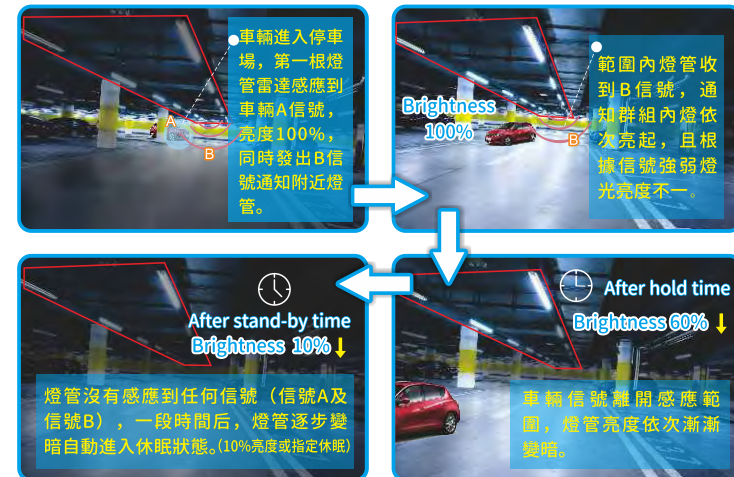 車輛進入停車
場，第一根燈
管雷達感應到
車輛A信號，
亮度100%，
同時發出B信
號通知附近燈
管。
A
B
Brightness
100%
範圍內燈管收
到B信號，通
知群組內燈依
次亮起，且根
據信號強弱燈
光亮度不一。
B
After hold time
Brightness 60%
車輛信號離開感應範
圍，燈管亮度依次漸漸
變暗。
After stand-by time
Brightness 10%
燈管沒有感應到任何信號（信號A及
信號B），一段時間后，燈管逐步變
暗自動進入休眠狀態。(10%亮度或指定休眠)